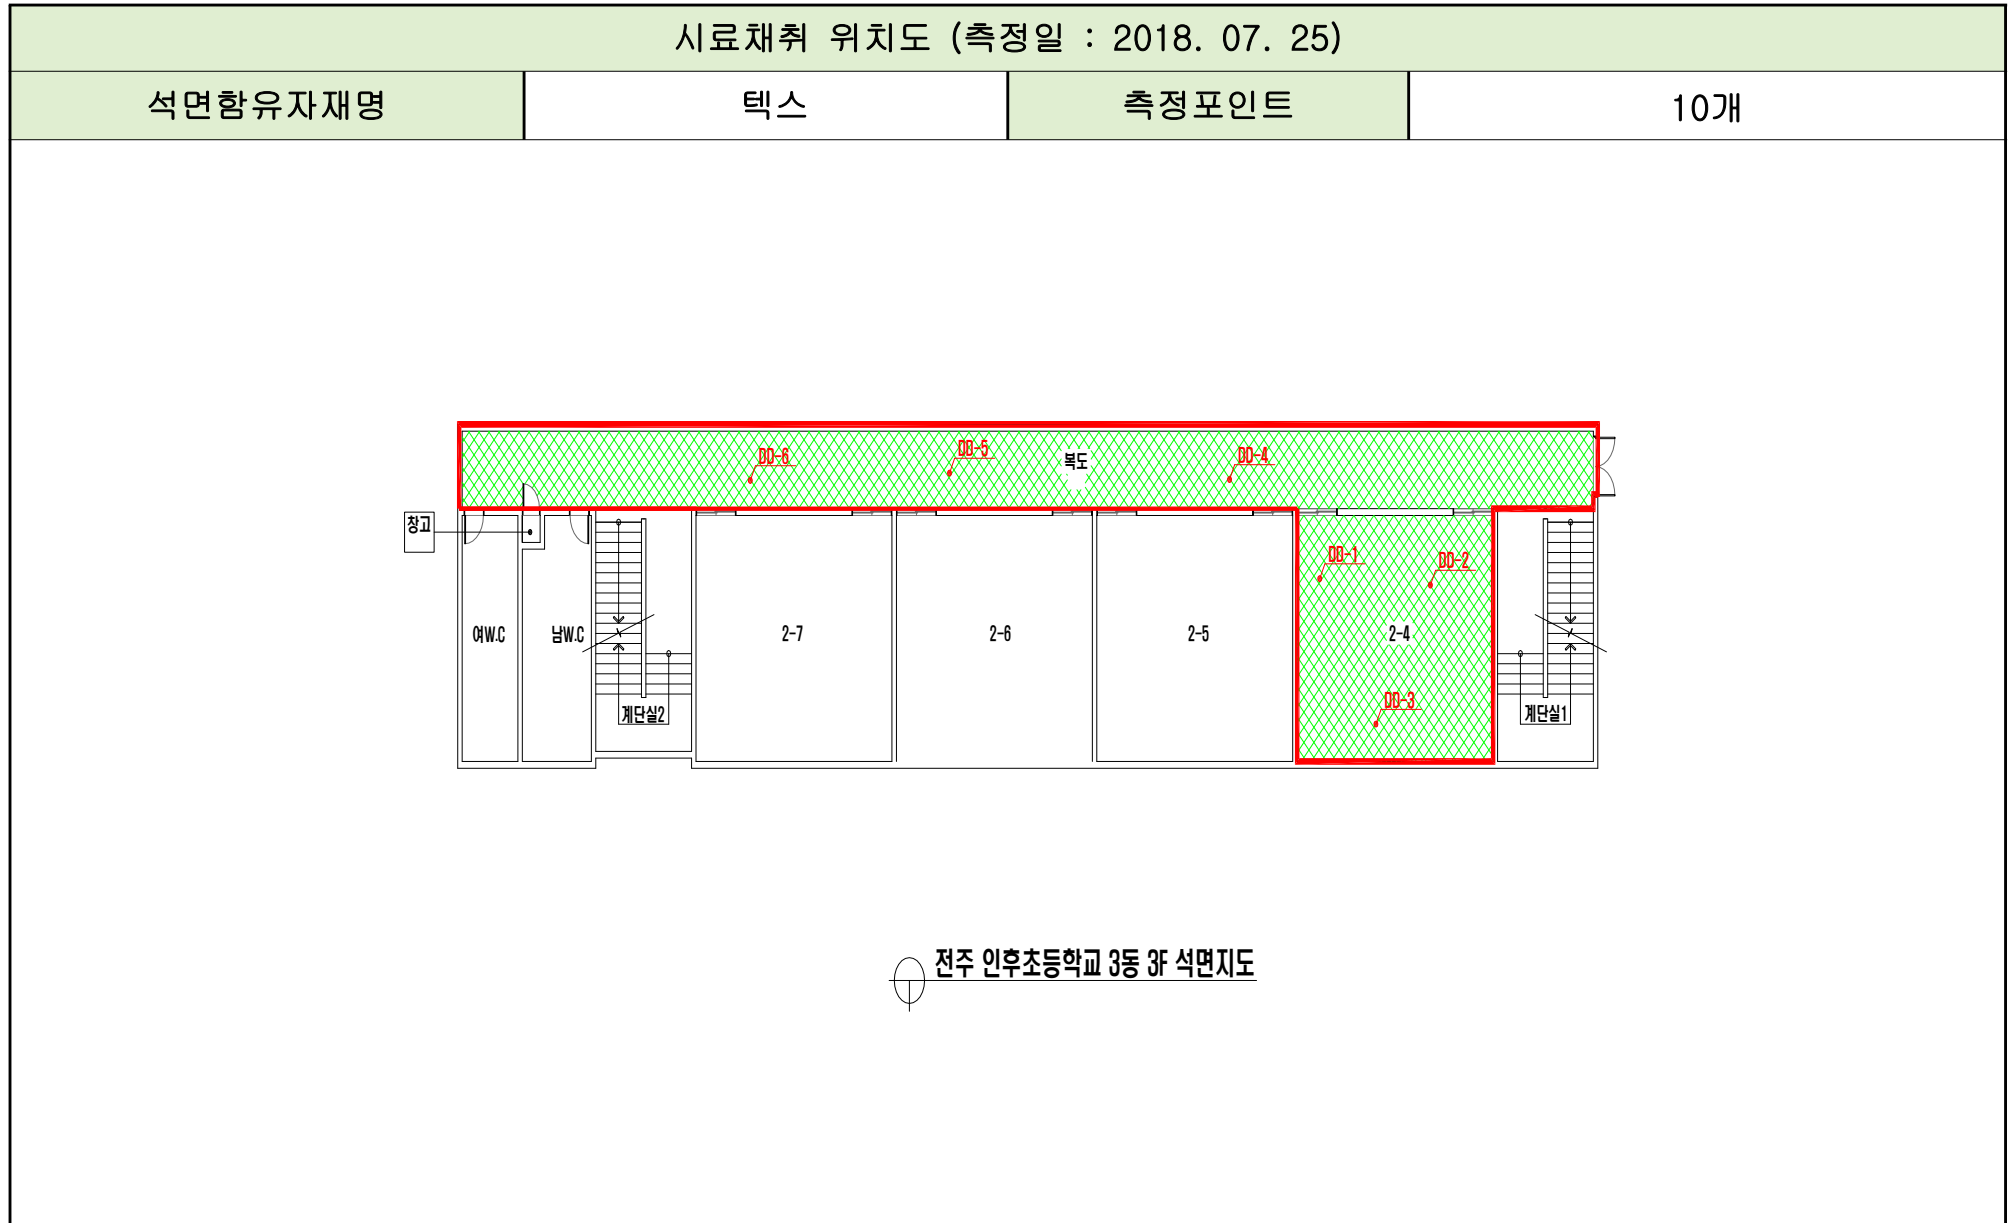 시료채취 위치도 (측정일 : 2018. 07. 25)
석면함유자재명 텍스 측정포인트 10개
DD-6 DD-5 복도 DD-4
창고
DD-1 DD-2
여W.C 남W.C 2-7 2-6 2-5 2-4
DD-3
계단실2 계단실1
전주 인후초등학교 3동 3F 석면지도